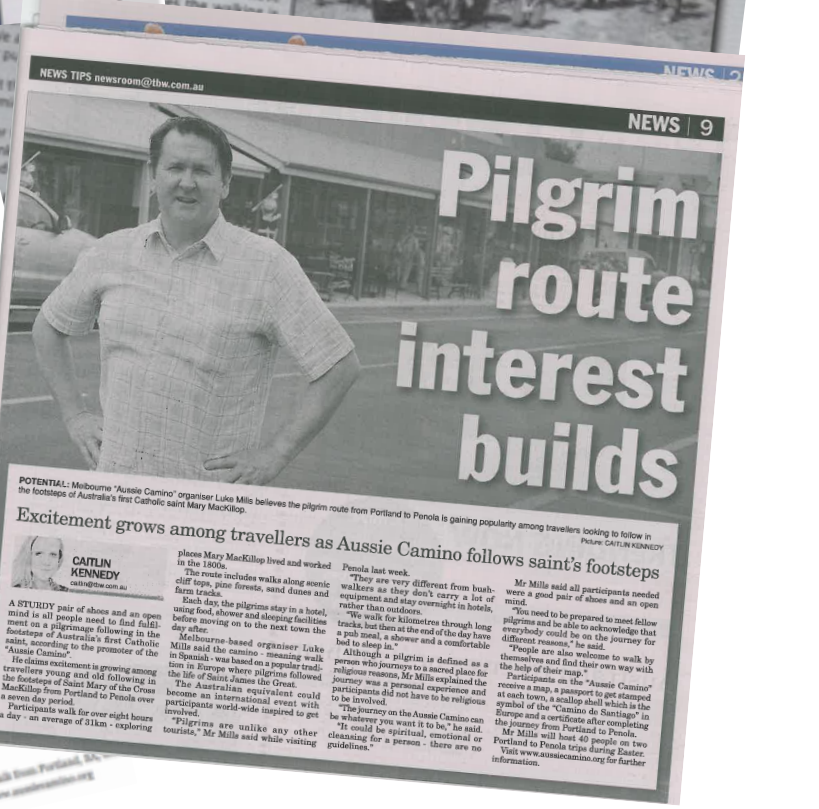 NEWS 2
NEWS TIPS newsroom@tbw.com.au
NEWS | 9
Pilgrim
route
interest
builds
POTENTIAL: Melbourne "Aussie Camino" organiser Luke Mills believes the pilgrim route from Portland to Penola is gaining popularity among travellers looking to follow in
the footsteps of Australia's first Catholic saint Mary MacKillop.
Picture: CAITLIN KENNEDY
Excitement grows among travellers as Aussie Camino follows saint's footsteps
CAITLIN
KENNEDY
caitlin@tbw.com.au
A STURDY pair of shoes and an open
mind is all people need to find fulfil-
ment on a pilgrimage following in the
footsteps of Australia's first Catholic
saint, according to the promoter of the
"Aussie Camino".
He claims excitement is growing among
travellers young and old following in
the footsteps of Saint Mary of the Cross
MacKillop from Portland to Penola over
a seven day period.
Participants walk for over eight hours
a day - an average of 31km - exploring
places Mary MacKillop lived and worked
in the 1800s.
The route includes walks along scenic
cliff tops, pine forests, sand dunes and
farm tracks.
Each day, the pilgrims stay in a hotel,
using food, shower and sleeping facilities
before moving on to the next town the
day after.
Melbourne-based organiser Luke
Mills said the camino - meaning walk
in Spanish - was based on a popular tradi-
tion in Europe where pilgrims followed
the life of Saint James the Great.
The Australian equivalent could
become an international event with
participants world-wide inspired to get
involved.
"Pilgrims are unlike any other
tourists," Mr Mills said while visiting
Penola last week.
"They are very different from bush-
walkers as they don't carry a lot of
equipment and stay overnight in hotels,
rather than outdoors.
"We walk for kilometres through long
tracks, but then at the end of the day have
a pub meal, a shower and a comfortable
bed to sleep in."
Although a pilgrim is defined as a
person who journeys to a sacred place for
religious reasons, Mr Mills explained the
journey was a personal experience and
participants did not have to be religious
to be involved.
"The journey on the Aussie Camino can
be whatever you want it to be," he said.
"It could be spiritual, emotional or
cleansing for a person - there are no
guidelines."
Mr Mills said all participants needed
were a good pair of shoes and an open
mind.
"You need to be prepared to meet fellow
pilgrims and be able to acknowledge that
everybody could be on the journey for
different reasons," he said.
"People are also welcome to walk by
themselves and find their own way with
the help of their map."
Participants on the "Aussie Camino"
receive a map, a passport to get stamped
at each town, a scallop shell which is the
symbol of the "Camino do Santiago" in
Europe and a certificate after completing
the journey from Portland to Penola.
Mr Mills will host 40 people on two
Portland to Penola trips during Easter.
Visit www.aussiecamino.org for further
information.
from Portland, SA,
www.aussiecamino.org